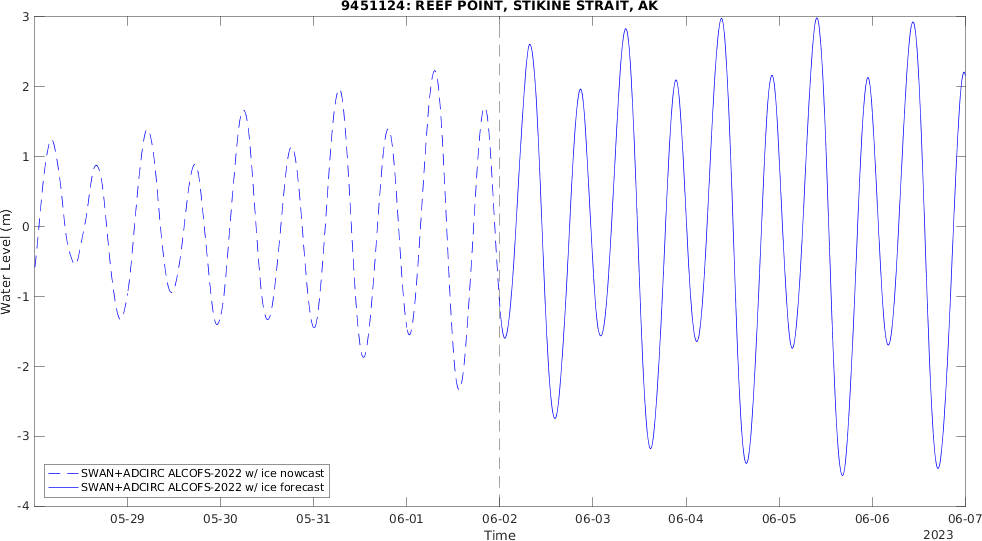 9451124: REEF POINT, STIKINE STRAIT, AK
3
2
1
0
-1
-2
-3
-4
Water Level (m)
SWAN+ADCIRC ALCOFS-2022 w/ ice nowcast
SWAN+ADCIRC ALCOFS-2022 w/ ice forecast
05-29 05-30 05-31 06-01 06-02 06-03 06-04 06-05 06-06 06-07
Time
2023